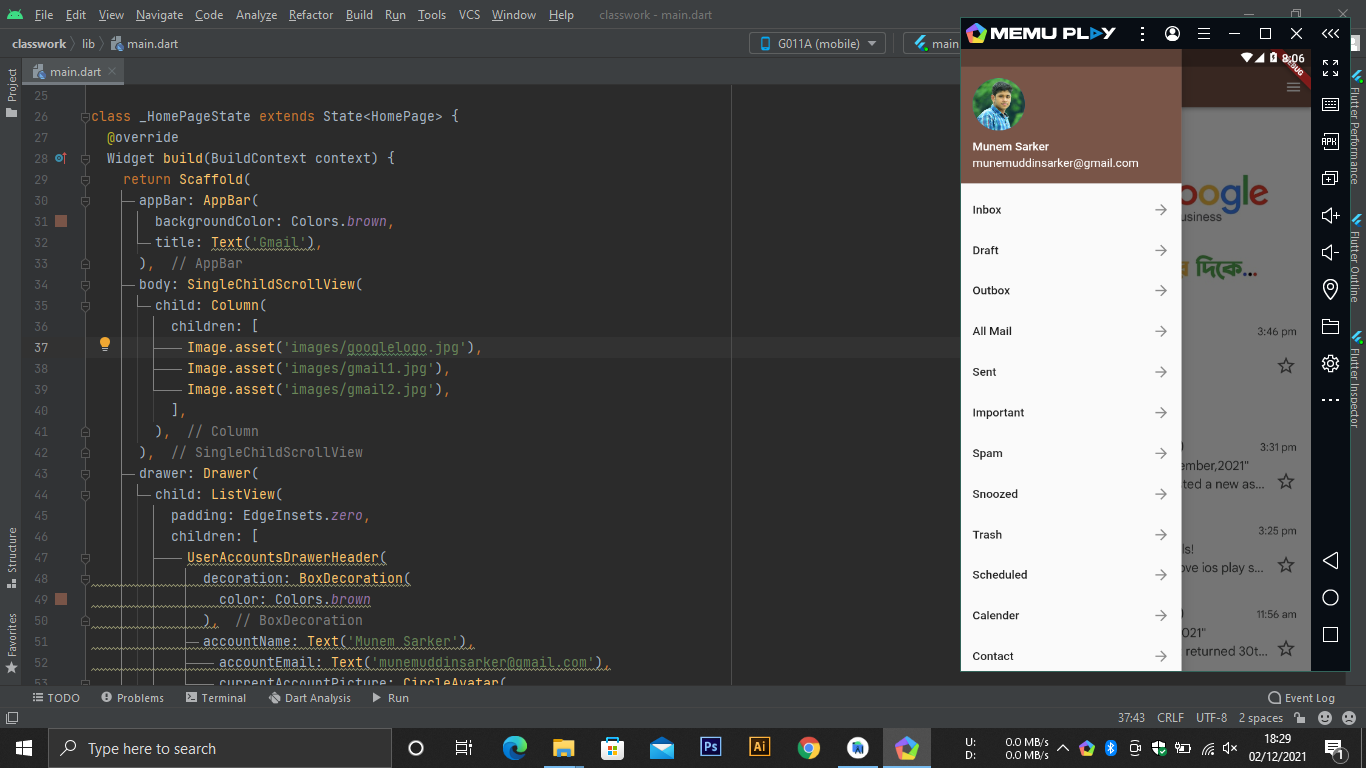 File Edit View Navigate Code Analyze Refactor Build Run Tools VCS Window Help classwork - main.dart
classwork lib main.dart
G011A (mobile) main
main.dart
Project
25
26 class _HomePageState extends State<HomePage> {
27 @override
28 Widget build(BuildContext context) {
29 return Scaffold(
30 appBar: AppBar(
31 backgroundColor: Colors.brown,
32 title: Text('Gmail'),
33 ), // AppBar
34 body: SingleChildScrollView(
35 child: Column(
36 children: [
37 Image.asset('images/googlelogo.jpg'),
38 Image.asset('images/gmail1.jpg'),
39 Image.asset('images/gmail2.jpg'),
40 ],
41 ), // Column
42 ), // SingleChildScrollView
43 drawer: Drawer(
44 child: ListView(
45 padding: EdgeInsets.zero,
46 children: [
47 UserAccountsDrawerHeader(
48 decoration: BoxDecoration(
49 color: Colors.brown
50 ), // BoxDecoration
51 accountName: Text('Munem Sarker'),
52 accountEmail: Text('munemuddinsarker@gmail.com'),
53 currentAccountPicture: CircleAvatar(
Structure
Favorites
MEMU PLAY
8:06
DEBUG
Munem Sarker
munemuddinsarker@gmail.com
Inbox
Draft
Outbox
All Mail
Sent
Important
Spam
Snoozed
Trash
Scheduled
Calender
Contact
oogle
usiness
দিকে...
3:46 pm
3:31 pm
ember,2021"
ted a new as...
3:25 pm
ls!
ove ios play s...
11:56 am
021"
returned 30t...
APK
Flutter Performance
Flutter Outline
Flutter Inspector
TODO Problems Terminal Dart Analysis Run Event Log
37:43 CRLF UTF-8 2 spaces
Type here to search
Ps
Ai
U: 0.0 MB/s
D: 0.0 MB/s
18:29
02/12/2021
1